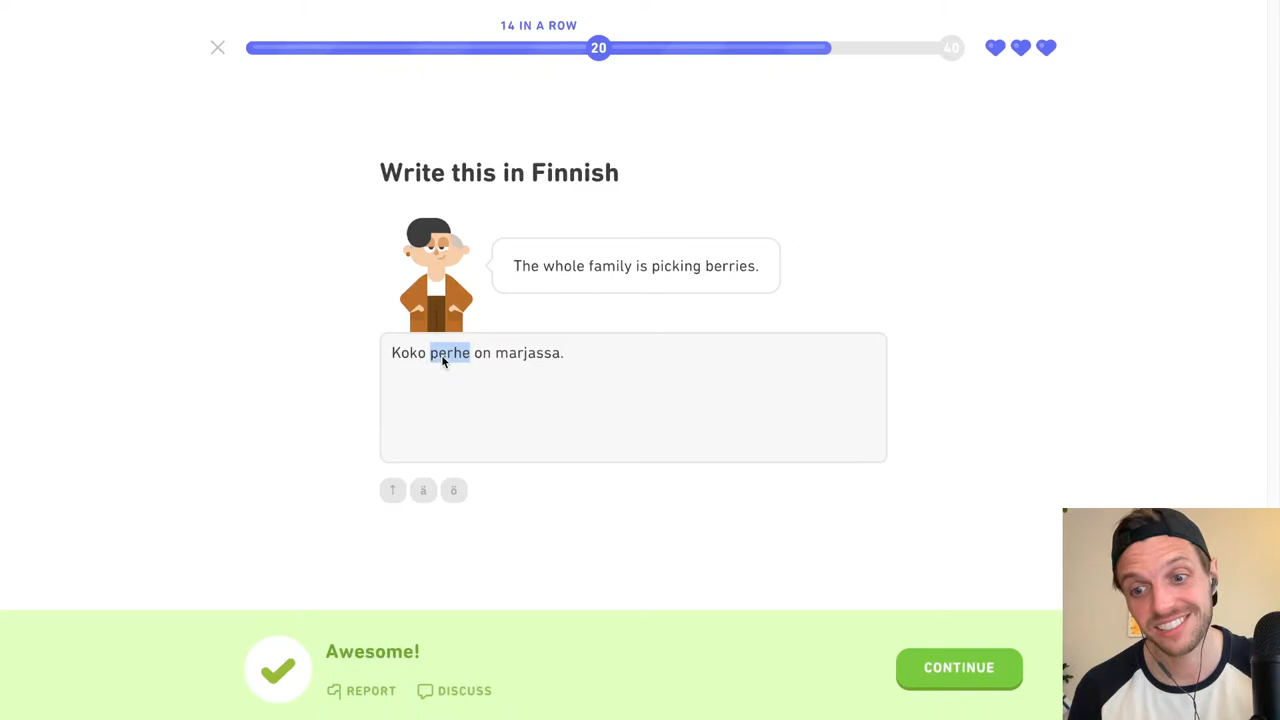 14 IN A ROW
20
40
Write this in Finnish
The whole family is picking berries.
Koko perhe on marjassa.
↑ ä ö
Awesome!
REPORT DISCUSS
CONTINUE